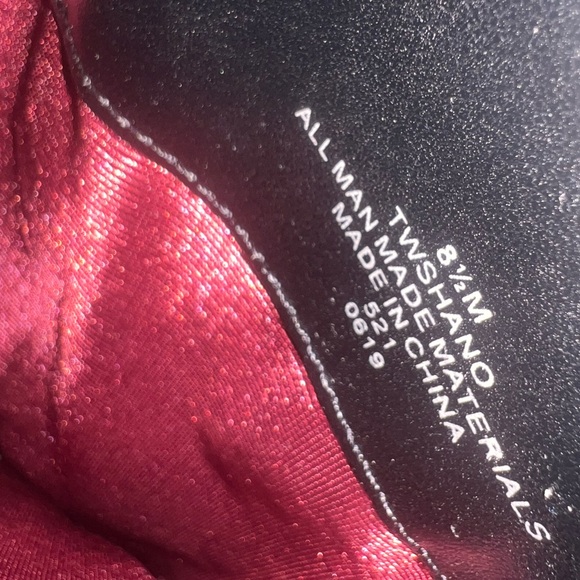 8½M
TWSHANO
ALL MAN MADE MATERIALS
MADE IN CHINA
521
0619